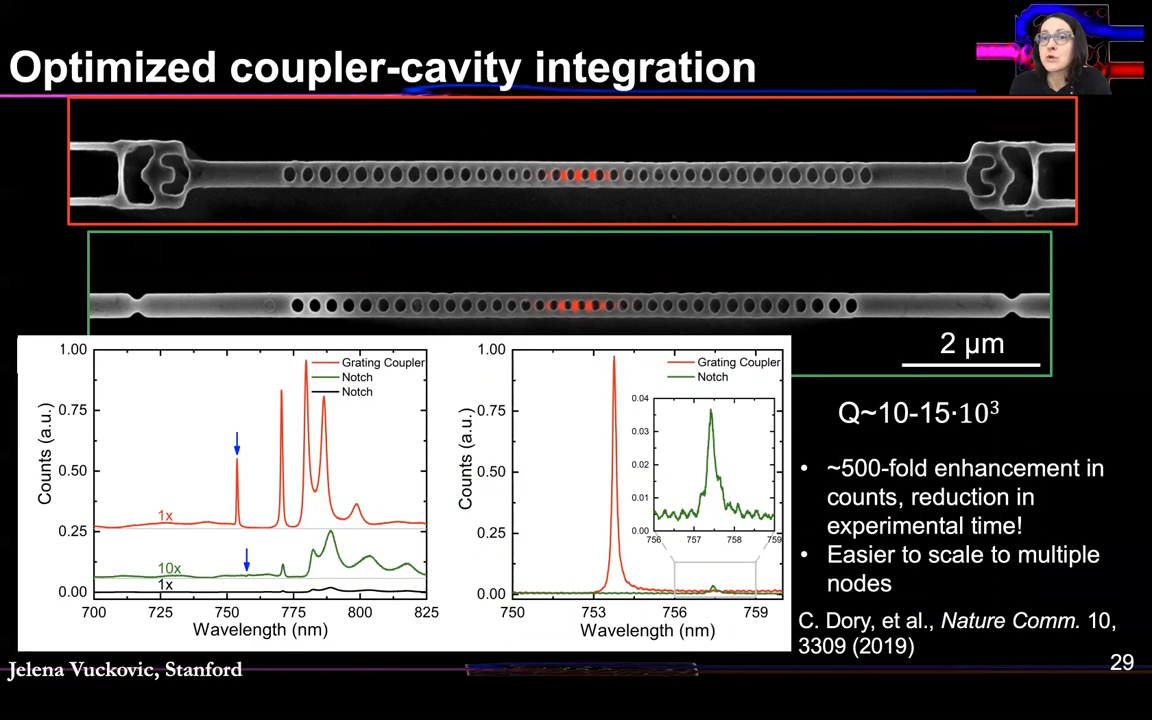 Optimized coupler-cavity integration
2 μm
1.00
0.75
0.50
0.25
0.00
Counts (a.u.)
Grating Coupler
Notch
Notch
1x
10x
1x
700 725 750 775 800 825
Wavelength (nm)
1.00
0.75
0.50
0.25
0.00
Counts (a.u.)
Grating Coupler
Notch
0.04
0.03
0.02
0.01
0.00
756 757 758 759
750 753 756 759
Wavelength (nm)
Q~10-15·10³
• ~500-fold enhancement in
counts, reduction in
experimental time!
• Easier to scale to multiple
nodes
C. Dory, et al., Nature Comm. 10,
3309 (2019)
Jelena Vuckovic, Stanford
29